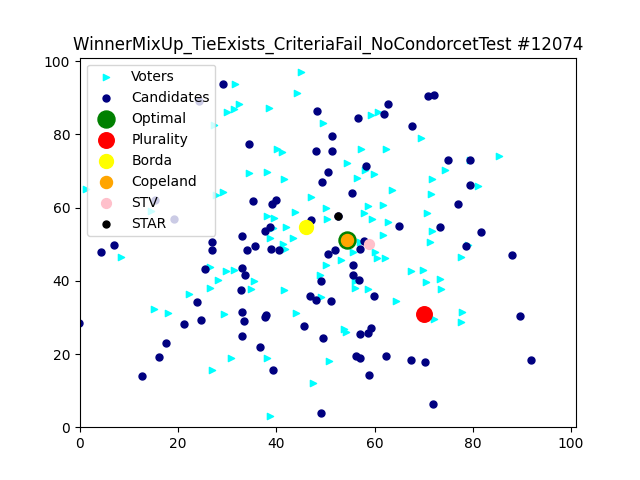 WinnerMixUp_TieExists_CriteriaFail_NoCondorcetTest #12074
Voters
Candidates
Optimal
Plurality
Borda
Copeland
STV
STAR
100
80
60
40
20
0
0 20 40 60 80 100